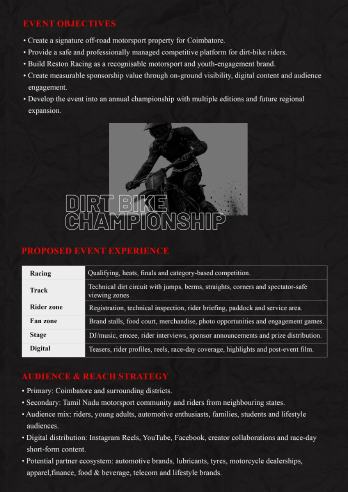 EVENT OBJECTIVES
• Create a signature off-road motorsport property for Coimbatore.
• Provide a safe and professionally managed competitive platform for dirt-bike riders.
• Build Reston Racing as a recognisable motorsport and youth-engagement brand.
• Create measurable sponsorship value through on-ground visibility, digital content and audience
engagement.
• Develop the event into an annual championship with multiple editions and future regional
expansion.
DIRT BIKE
CHAMPIONSHIP
PROPOSED EVENT EXPERIENCE
Racing Qualifying, heats, finals and category-based competition.
Track Technical dirt circuit with jumps, berms, straights, corners and spectator-safe
viewing zones
Rider zone Registration, technical inspection, rider briefing, paddock and service area.
Fan zone Brand stalls, food court, merchandise, photo opportunities and engagement games.
Stage DJ/music, emcee, rider interviews, sponsor announcements and prize distribution.
Digital Teasers, rider profiles, reels, race-day coverage, highlights and post-event film.
AUDIENCE & REACH STRATEGY
• Primary: Coimbatore and surrounding districts.
• Secondary: Tamil Nadu motorsport community and riders from neighbouring states.
• Audience mix: riders, young adults, automotive enthusiasts, families, students and lifestyle
audiences.
• Digital distribution: Instagram Reels, YouTube, Facebook, creator collaborations and race-day
short-form content.
• Potential partner ecosystem: automotive brands, lubricants, tyres, motorcycle dealerships,
apparel,finance, food & beverage, telecom and lifestyle brands.